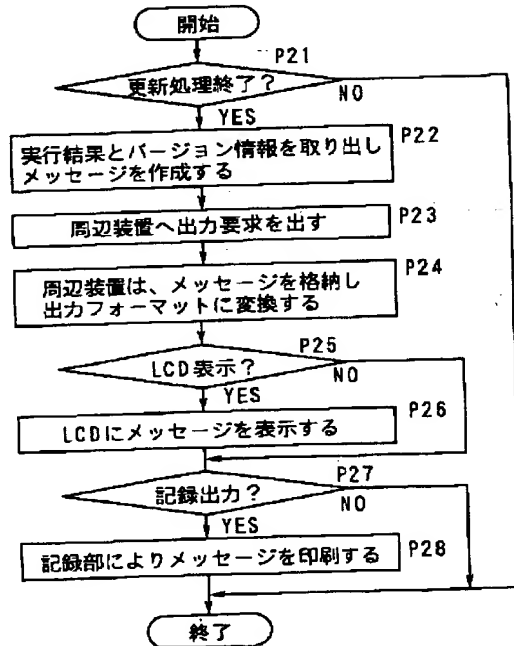 開始
P21
更新処理終了?
NO
YES
P22
実行結果とバージョン情報を取り出し
メッセージを作成する
P23
周辺装置へ出力要求を出す
P24
周辺装置は、メッセージを格納し
出力フォーマットに変換する
P25
LCD表示?
NO
YES
P26
LCDにメッセージを表示する
P27
記録出力?
NO
YES
記録部によりメッセージを印刷する
P28
終了